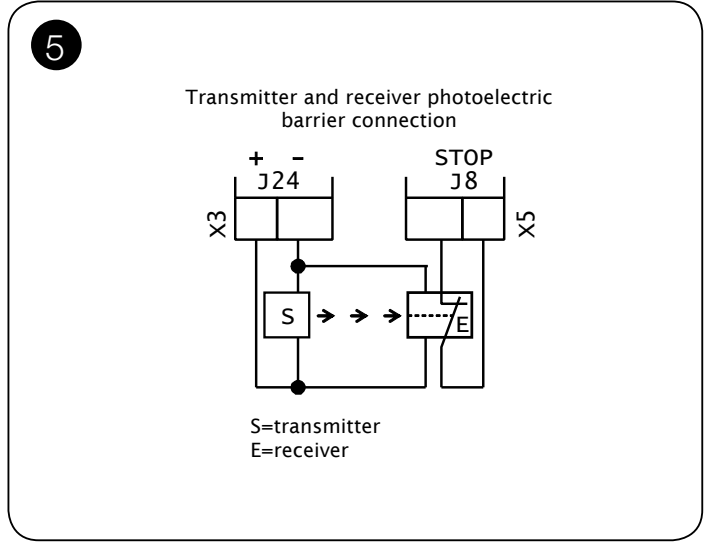 5
Transmitter and receiver photoelectric
barrier connection
+ -
J24
X3
STOP
J8
X5
S
E
S=transmitter
E=receiver